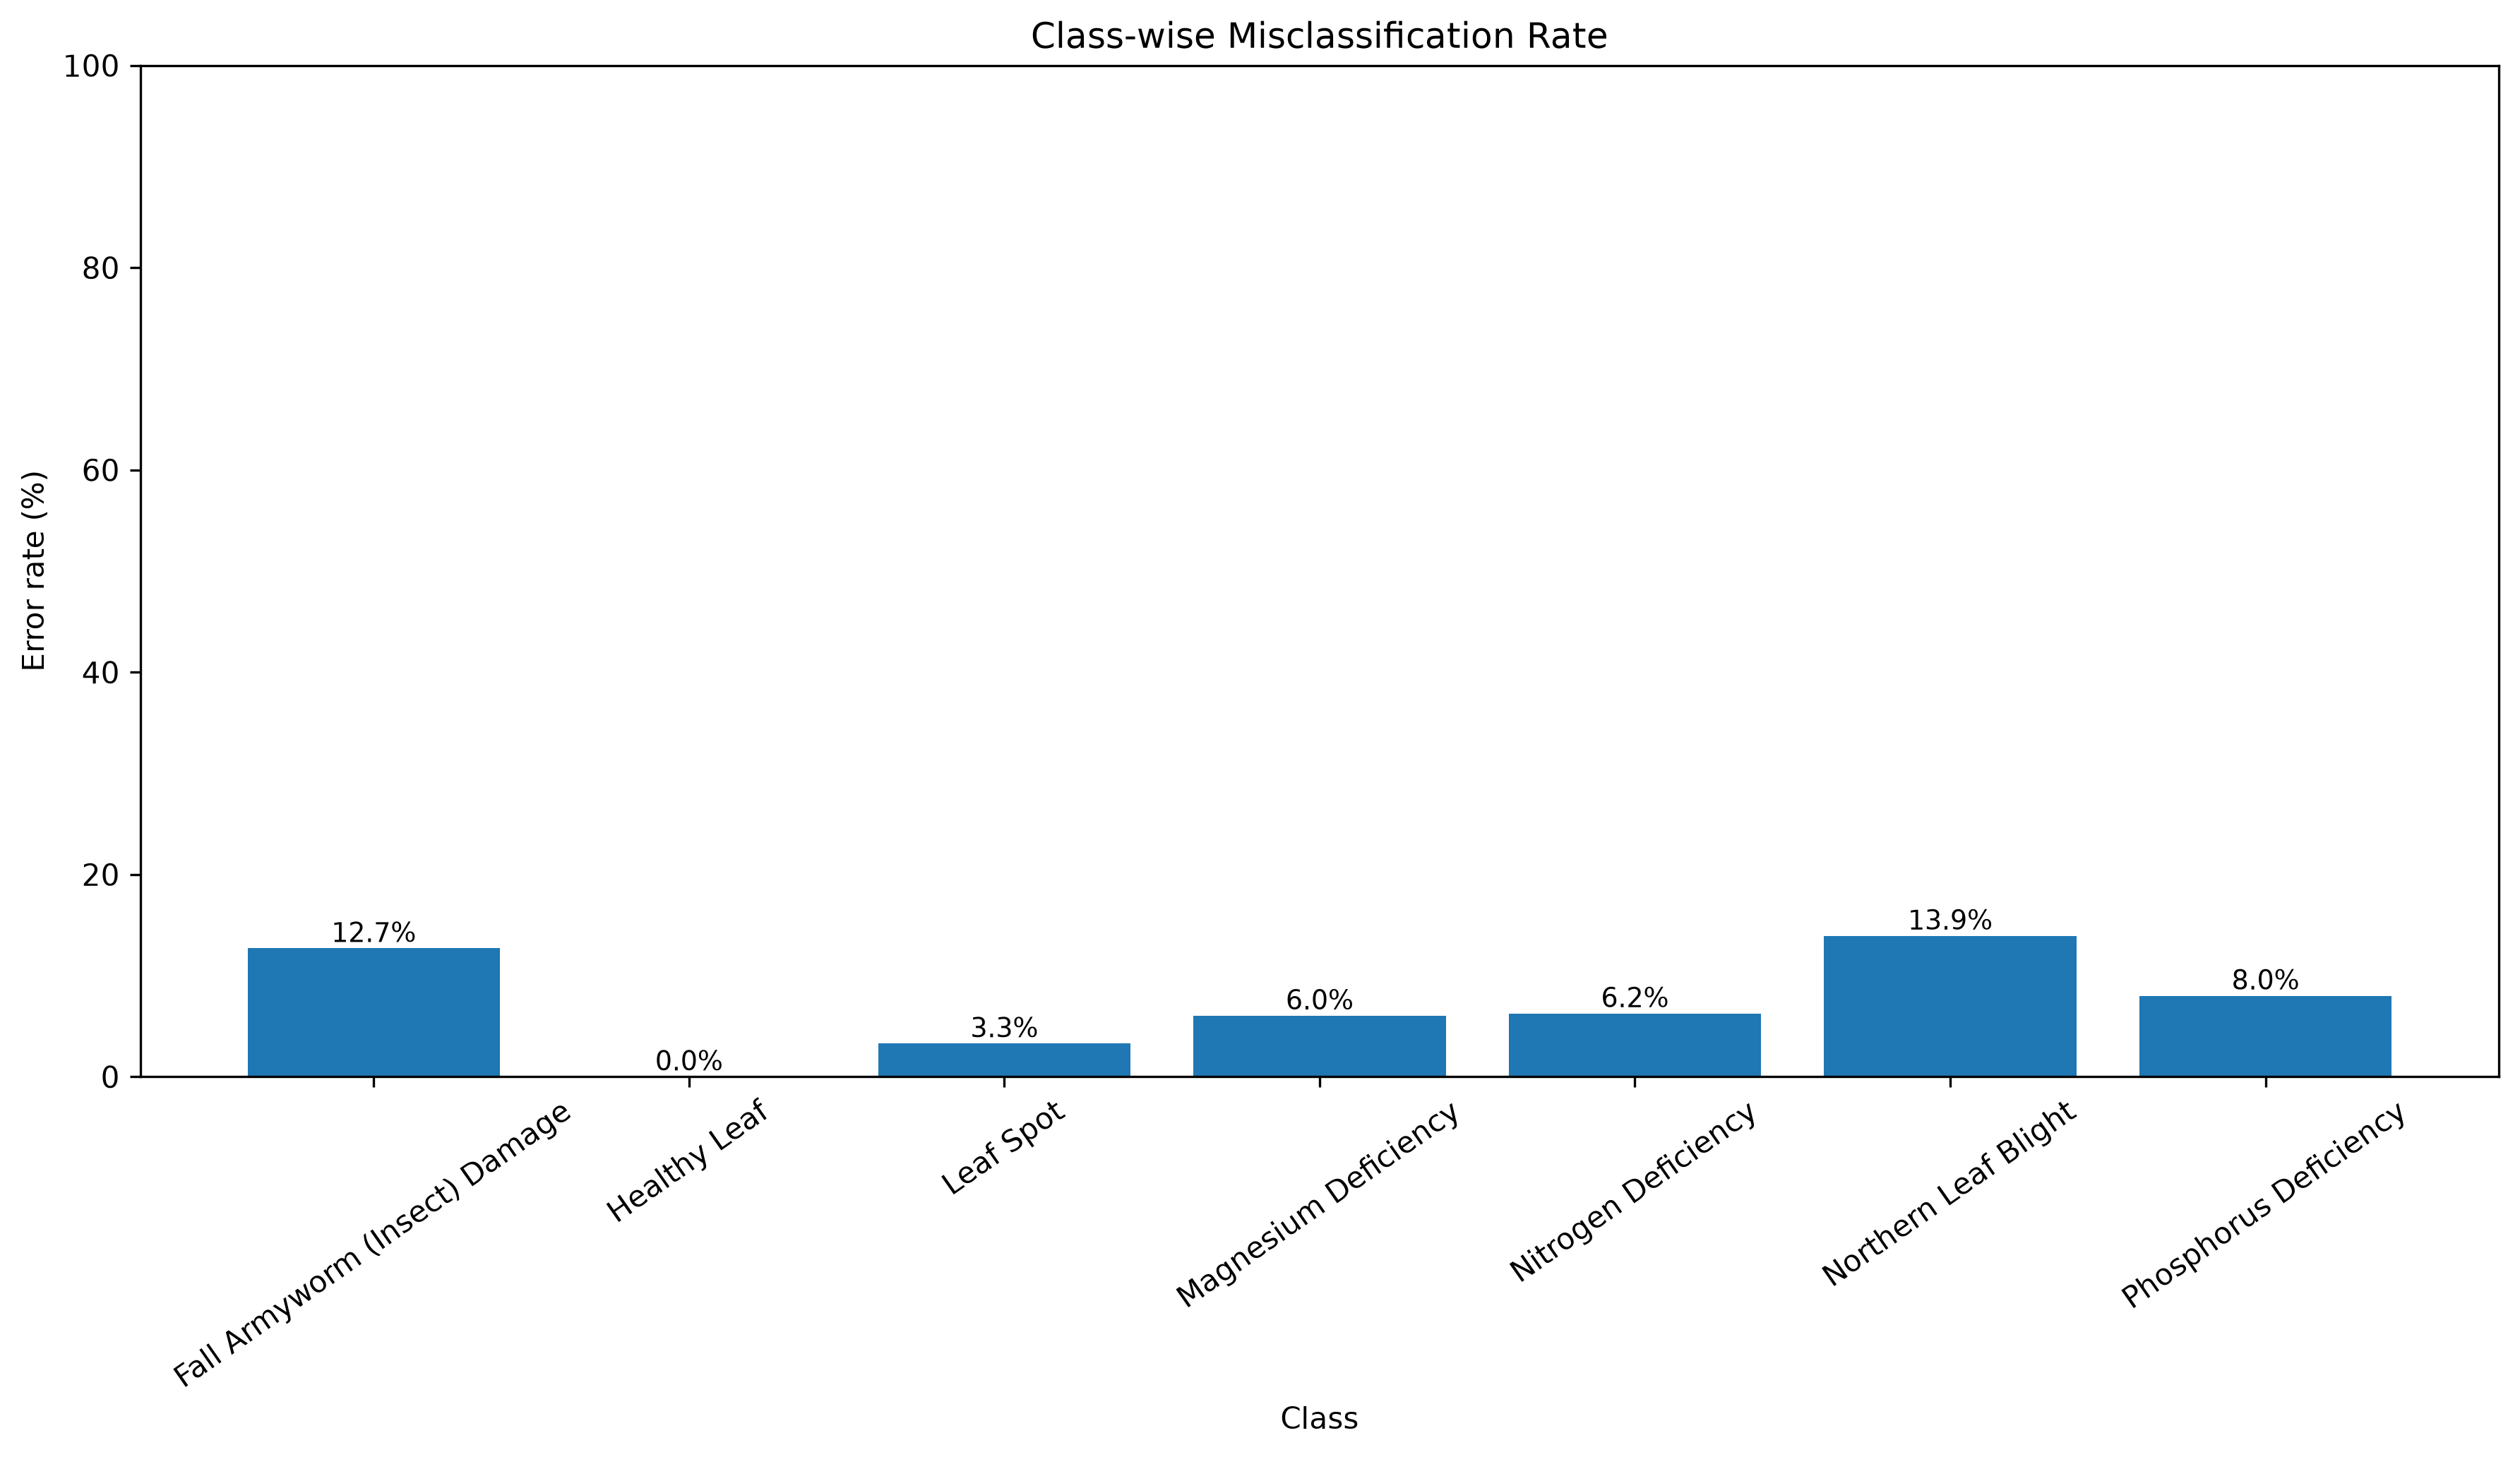 Class-wise Misclassification Rate
100
80
60
40
20
0
Error rate (%)
12.7%
0.0%
3.3%
6.0%
6.2%
13.9%
8.0%
Fall Armyworm (Insect) Damage
Healthy Leaf
Leaf Spot
Magnesium Deficiency
Nitrogen Deficiency
Northern Leaf Blight
Phosphorus Deficiency
Class